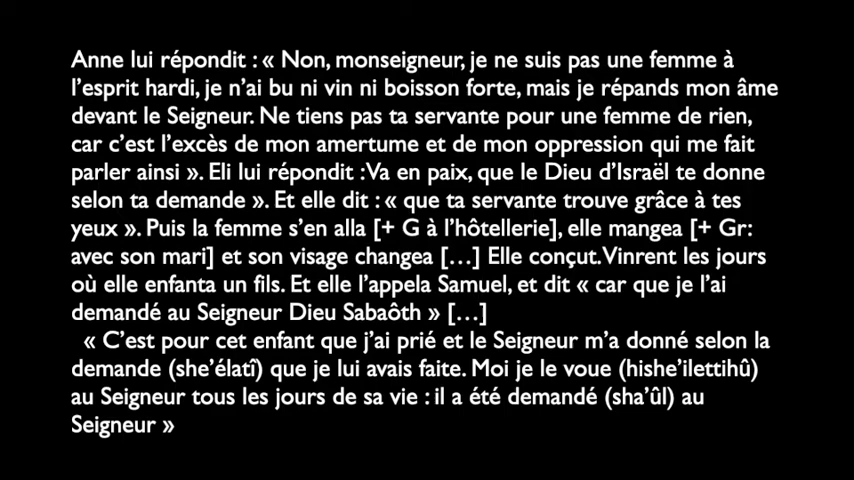 Anne lui répondit : « Non, monseigneur, je ne suis pas une femme à
l’esprit hardi, je n’ai bu ni vin ni boisson forte, mais je répands mon âme
devant le Seigneur. Ne tiens pas ta servante pour une femme de rien,
car c’est l’excès de mon amertume et de mon oppression qui me fait
parler ainsi ». Eli lui répondit : Va en paix, que le Dieu d’Israël te donne
selon ta demande ». Et elle dit : « que ta servante trouve grâce à tes
yeux ». Puis la femme s’en alla [+ G à l’hôtellerie], elle mangea [+ Gr:
avec son mari] et son visage changea […] Elle conçut. Vinrent les jours
où elle enfanta un fils. Et elle l’appela Samuel, et dit « car que je l’ai
demandé au Seigneur Dieu Sabaôth » […]
« C’est pour cet enfant que j’ai prié et le Seigneur m’a donné selon la
demande (she’élatî) que je lui avais faite. Moi je le voue (hishe’ilettihû)
au Seigneur tous les jours de sa vie : il a été demandé (sha’ûl) au
Seigneur »